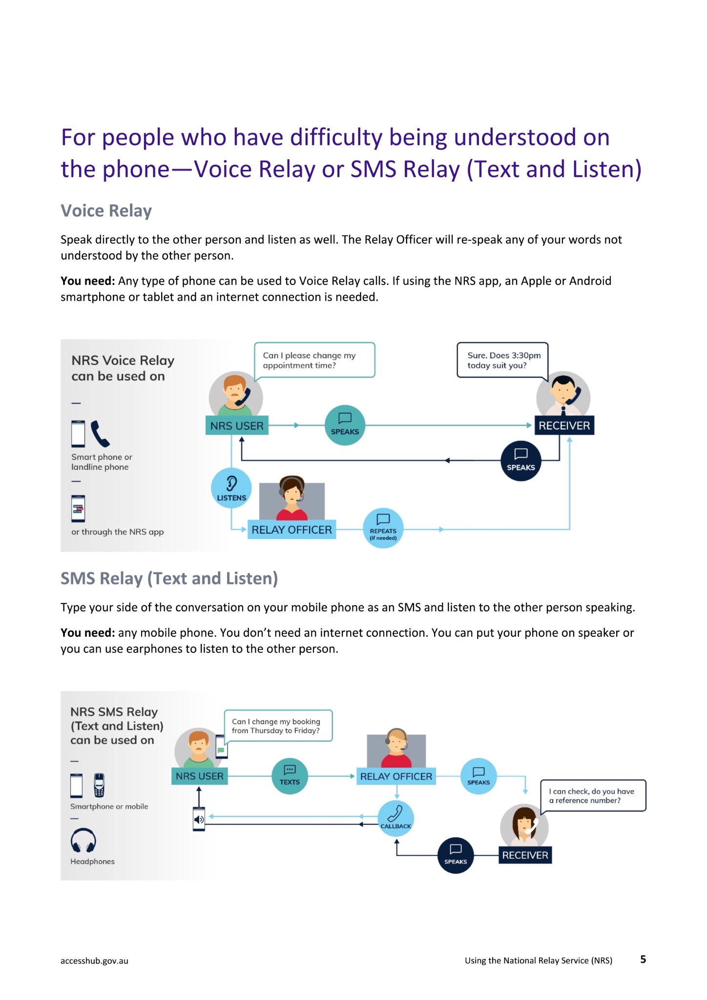 For people who have difficulty being understood on
the phone—Voice Relay or SMS Relay (Text and Listen)
Voice Relay
Speak directly to the other person and listen as well. The Relay Officer will re-speak any of your words not
understood by the other person.
You need: Any type of phone can be used to Voice Relay calls. If using the NRS app, an Apple or Android
smartphone or tablet and an internet connection is needed.
NRS Voice Relay
can be used on
Smart phone or
landline phone
or through the NRS app
Can I please change my
appointment time?
Sure. Does 3:30pm
today suit you?
NRS USER
SPEAKS
RECEIVER
SPEAKS
LISTENS
RELAY OFFICER
REPEATS
(if needed)
SMS Relay (Text and Listen)
Type your side of the conversation on your mobile phone as an SMS and listen to the other person speaking.
You need: any mobile phone. You don’t need an internet connection. You can put your phone on speaker or
you can use earphones to listen to the other person.
NRS SMS Relay
(Text and Listen)
can be used on
Smartphone or mobile
Headphones
Can I change my booking
from Thursday to Friday?
NRS USER
TEXTS
RELAY OFFICER
SPEAKS
I can check, do you have
a reference number?
CALLBACK
SPEAKS
RECEIVER
accesshub.gov.au
Using the National Relay Service (NRS) 5